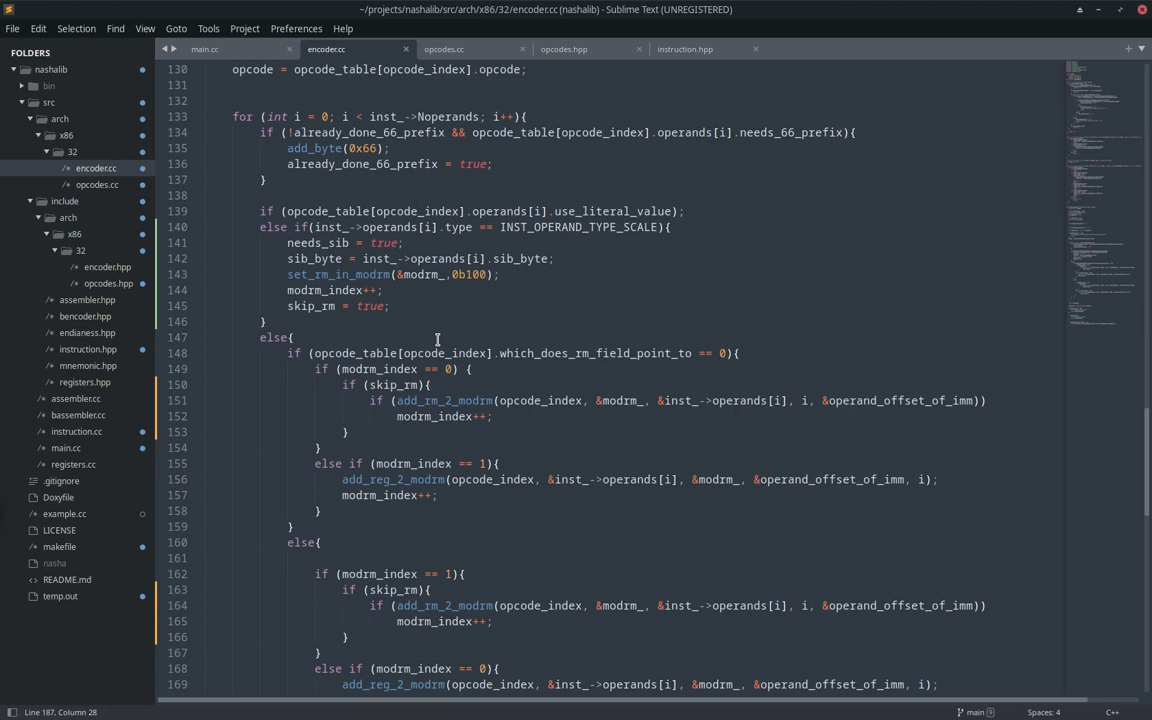 ~/projects/nashalib/src/arch/x86/32/encoder.cc (nashalib) - Sublime Text (UNREGISTERED)
File Edit Selection Find View Goto Tools Project Preferences Help
FOLDERS
nashalib
bin
src
arch
x86
32
/* encoder.cc
/* opcodes.cc
include
arch
x86
32
/* encoder.hpp
/* opcodes.hpp
/* assembler.hpp
/* bencoder.hpp
/* endianess.hpp
/* instruction.hpp
/* mnemonic.hpp
/* registers.hpp
/* assembler.cc
/* bassembler.cc
/* instruction.cc
/* main.cc
/* registers.cc
.gitignore
Doxyfile
/* example.cc
LICENSE
makefile
nasha
<> README.md
temp.out
main.cc × encoder.cc × opcodes.cc × opcodes.hpp × instruction.hpp ×
130 opcode = opcode_table[opcode_index].opcode;
131
132
133 for (int i = 0; i < inst_->Noperands; i++){
134 if (!already_done_66_prefix && opcode_table[opcode_index].operands[i].needs_66_prefix){
135 add_byte(0x66);
136 already_done_66_prefix = true;
137 }
138
139 if (opcode_table[opcode_index].operands[i].use_literal_value);
140 else if(inst_->operands[i].type == INST_OPERAND_TYPE_SCALE){
141 needs_sib = true;
142 sib_byte = inst_->operands[i].sib_byte;
143 set_rm_in_modrm(&modrm_,0b100);
144 modrm_index++;
145 skip_rm = true;
146 }
147 else{
148 if (opcode_table[opcode_index].which_does_rm_field_point_to == 0){
149 if (modrm_index == 0) {
150 if (skip_rm){
151 if (add_rm_2_modrm(opcode_index, &modrm_, &inst_->operands[i], i, &operand_offset_of_imm))
152 modrm_index++;
153 }
154 }
155 else if (modrm_index == 1){
156 add_reg_2_modrm(opcode_index, &inst_->operands[i], &modrm_, &operand_offset_of_imm, i);
157 modrm_index++;
158 }
159 }
160 else{
161
162 if (modrm_index == 1){
163 if (skip_rm){
164 if (add_rm_2_modrm(opcode_index, &modrm_, &inst_->operands[i], i, &operand_offset_of_imm))
165 modrm_index++;
166 }
167 }
168 else if (modrm_index == 0){
169 add_reg_2_modrm(opcode_index, &inst_->operands[i], &modrm_, &operand_offset_of_imm, i);
Line 187, Column 28 main 9 Spaces: 4 C++